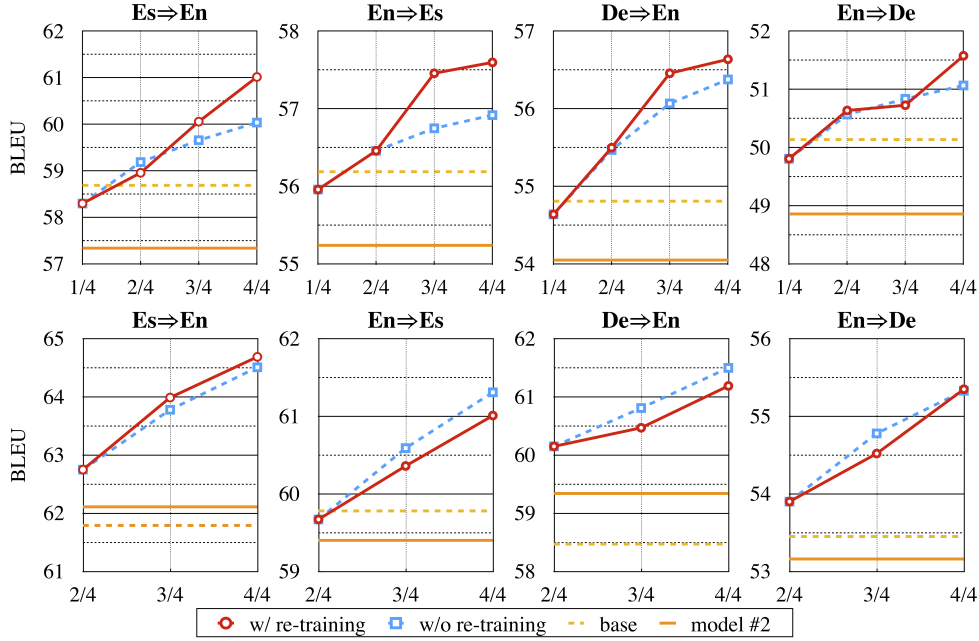 Es⇒En
62
61
60
59
58
57
BLEU
1/4 2/4 3/4 4/4
En⇒Es
58
57
56
55
1/4 2/4 3/4 4/4
De⇒En
57
56
55
54
1/4 2/4 3/4 4/4
En⇒De
52
51
50
49
48
1/4 2/4 3/4 4/4
Es⇒En
65
64
63
62
61
BLEU
2/4 3/4 4/4
En⇒Es
62
61
60
59
2/4 3/4 4/4
De⇒En
62
61
60
59
58
2/4 3/4 4/4
En⇒De
56
55
54
53
2/4 3/4 4/4
w/ re-training w/o re-training base model #2